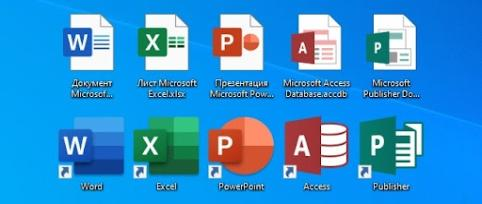 W X P A P
Документ Microsof...
Лист Microsoft Excel.xlsx
Презентация Microsoft Pow...
Microsoft Access Database.accdb
Microsoft Publisher Do...
W X P A P
Word
Excel
PowerPoint
Access
Publisher